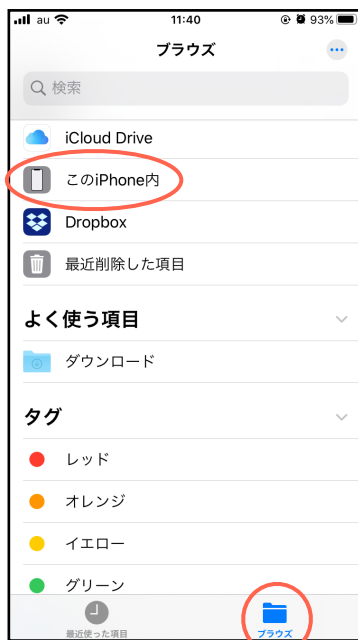 au 11:40 93%
ブラウズ
検索
iCloud Drive
このiPhone内
Dropbox
最近削除した項目
よく使う項目
ダウンロード
タグ
レッド
オレンジ
イエロー
グリーン
最近使った項目 ブラウズ